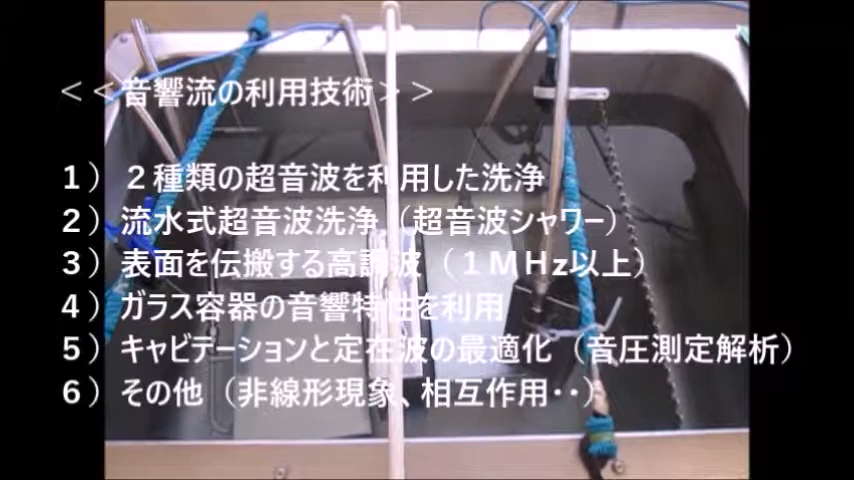 ＜＜音響流の利用技術＞＞
１）２種類の超音波を利用した洗浄
２）流水式超音波洗浄（超音波シャワー）
３）表面を伝搬する高調波（１ＭＨz以上）
４）ガラス容器の音響特性を利用
５）キャビテーションと定在波の最適化（音圧測定解析）
６）その他（非線形現象、相互作用・・）